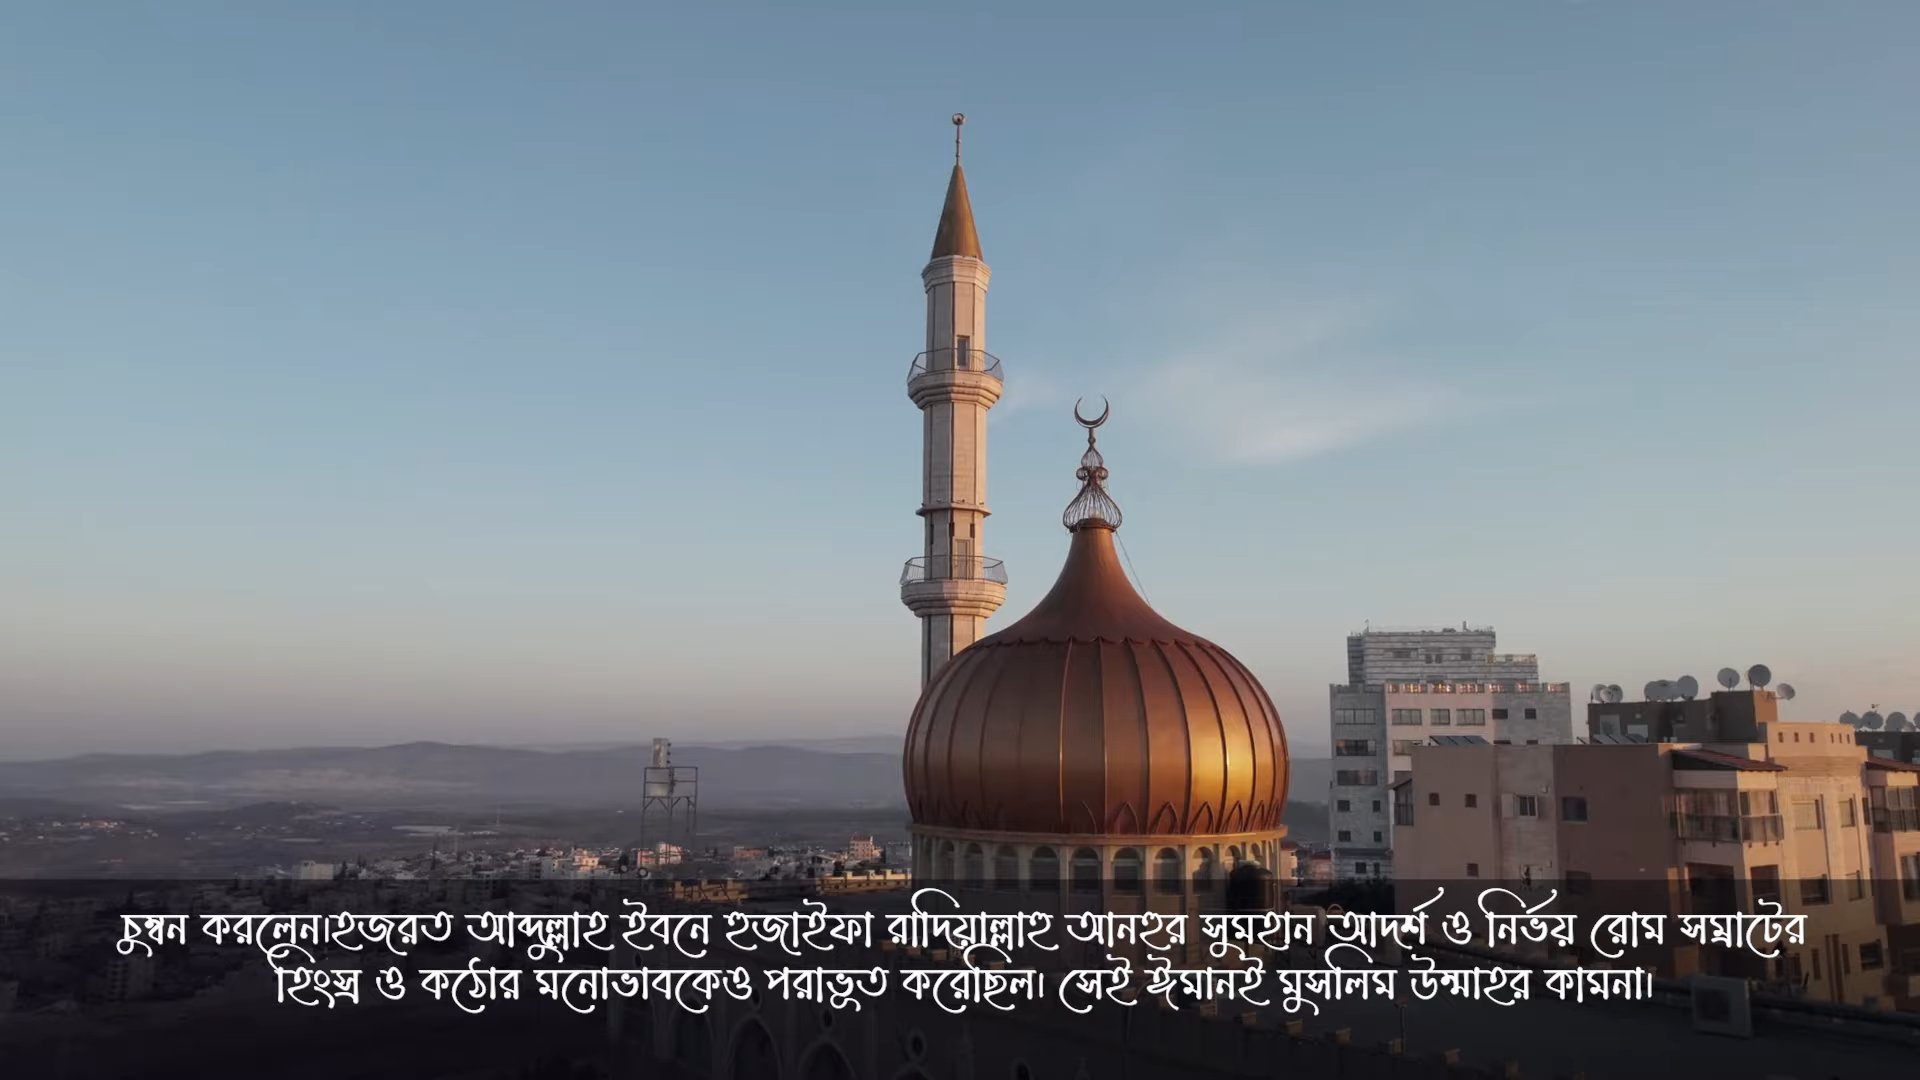 চুম্বন করলেন।হজরত আব্দুল্লাহ ইবনে হুজাইফা রাদিয়াল্লাহু আনহুর সুমহান আদর্শ ও নির্ভয় রোম সম্রাটের
হিংস্র ও কঠোর মনোভাবকেও পরাভূত করেছিল। সেই ঈমানই মুসলিম উম্মাহর কামনা।